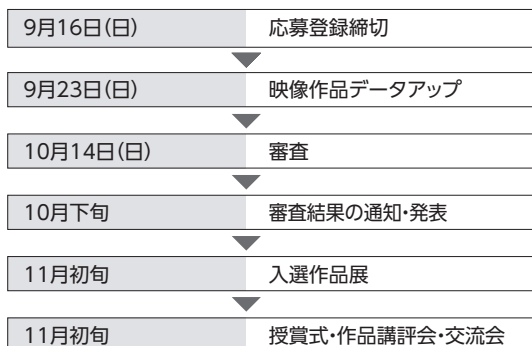 9月16日(日) 応募登録締切
9月23日(日) 映像作品データアップ
10月14日(日) 審査
10月下旬 審査結果の通知・発表
11月初旬 入選作品展
11月初旬 授賞式・作品講評会・交流会